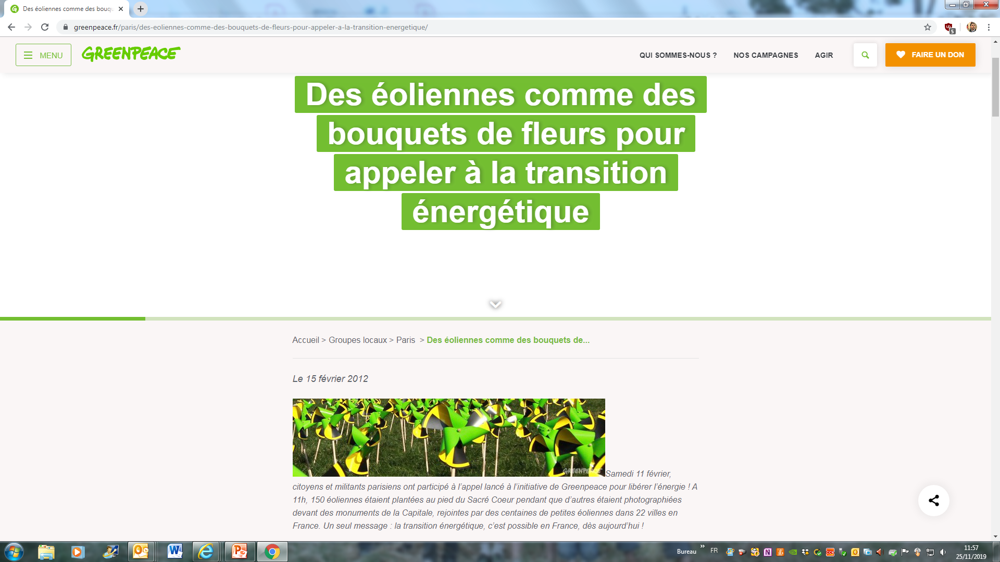 Des éoliennes comme des bouqu
greenpeace.fr/paris/des-eoliennes-comme-des-bouquets-de-fleurs-pour-appeler-a-la-transition-energetique/
5
MENU
GREENPEACE
QUI SOMMES-NOUS ?
NOS CAMPAGNES
AGIR
FAIRE UN DON
Des éoliennes comme des
bouquets de fleurs pour
appeler à la transition
énergétique
Accueil > Groupes locaux > Paris > Des éoliennes comme des bouquets de...
Le 15 février 2012
GREENPEACE
Samedi 11 février,
citoyens et militants parisiens ont participé à l’appel lancé à l’initiative de Greenpeace pour libérer l’énergie ! A
11h, 150 éoliennes étaient plantées au pied du Sacré Coeur pendant que d’autres étaient photographiées
devant des monuments de la Capitale, rejointes par des centaines de petites éoliennes dans 22 villes en
France. Un seul message : la transition énergétique, c’est possible en France, dès aujourd’hui !
Bureau
FR
11:57
25/11/2019